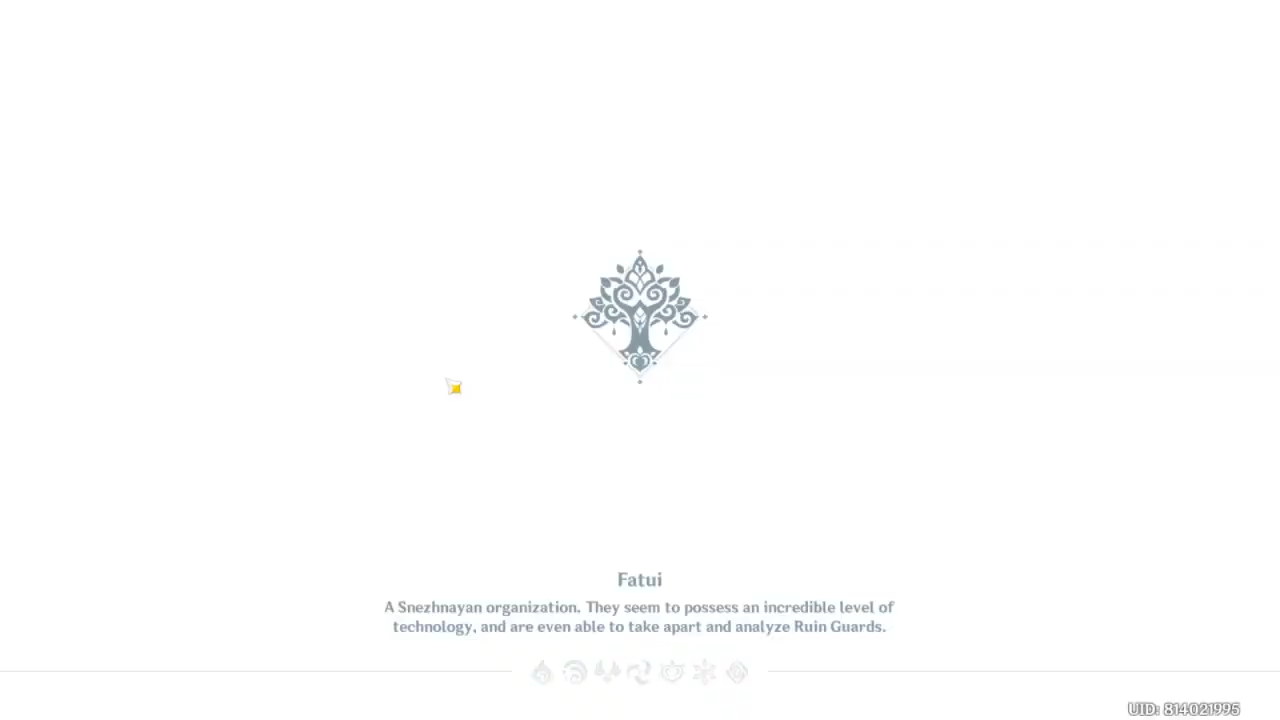 Fatui
A Snezhnayan organization. They seem to possess an incredible level of
technology, and are even able to take apart and analyze Ruin Guards.
UID: 814021995